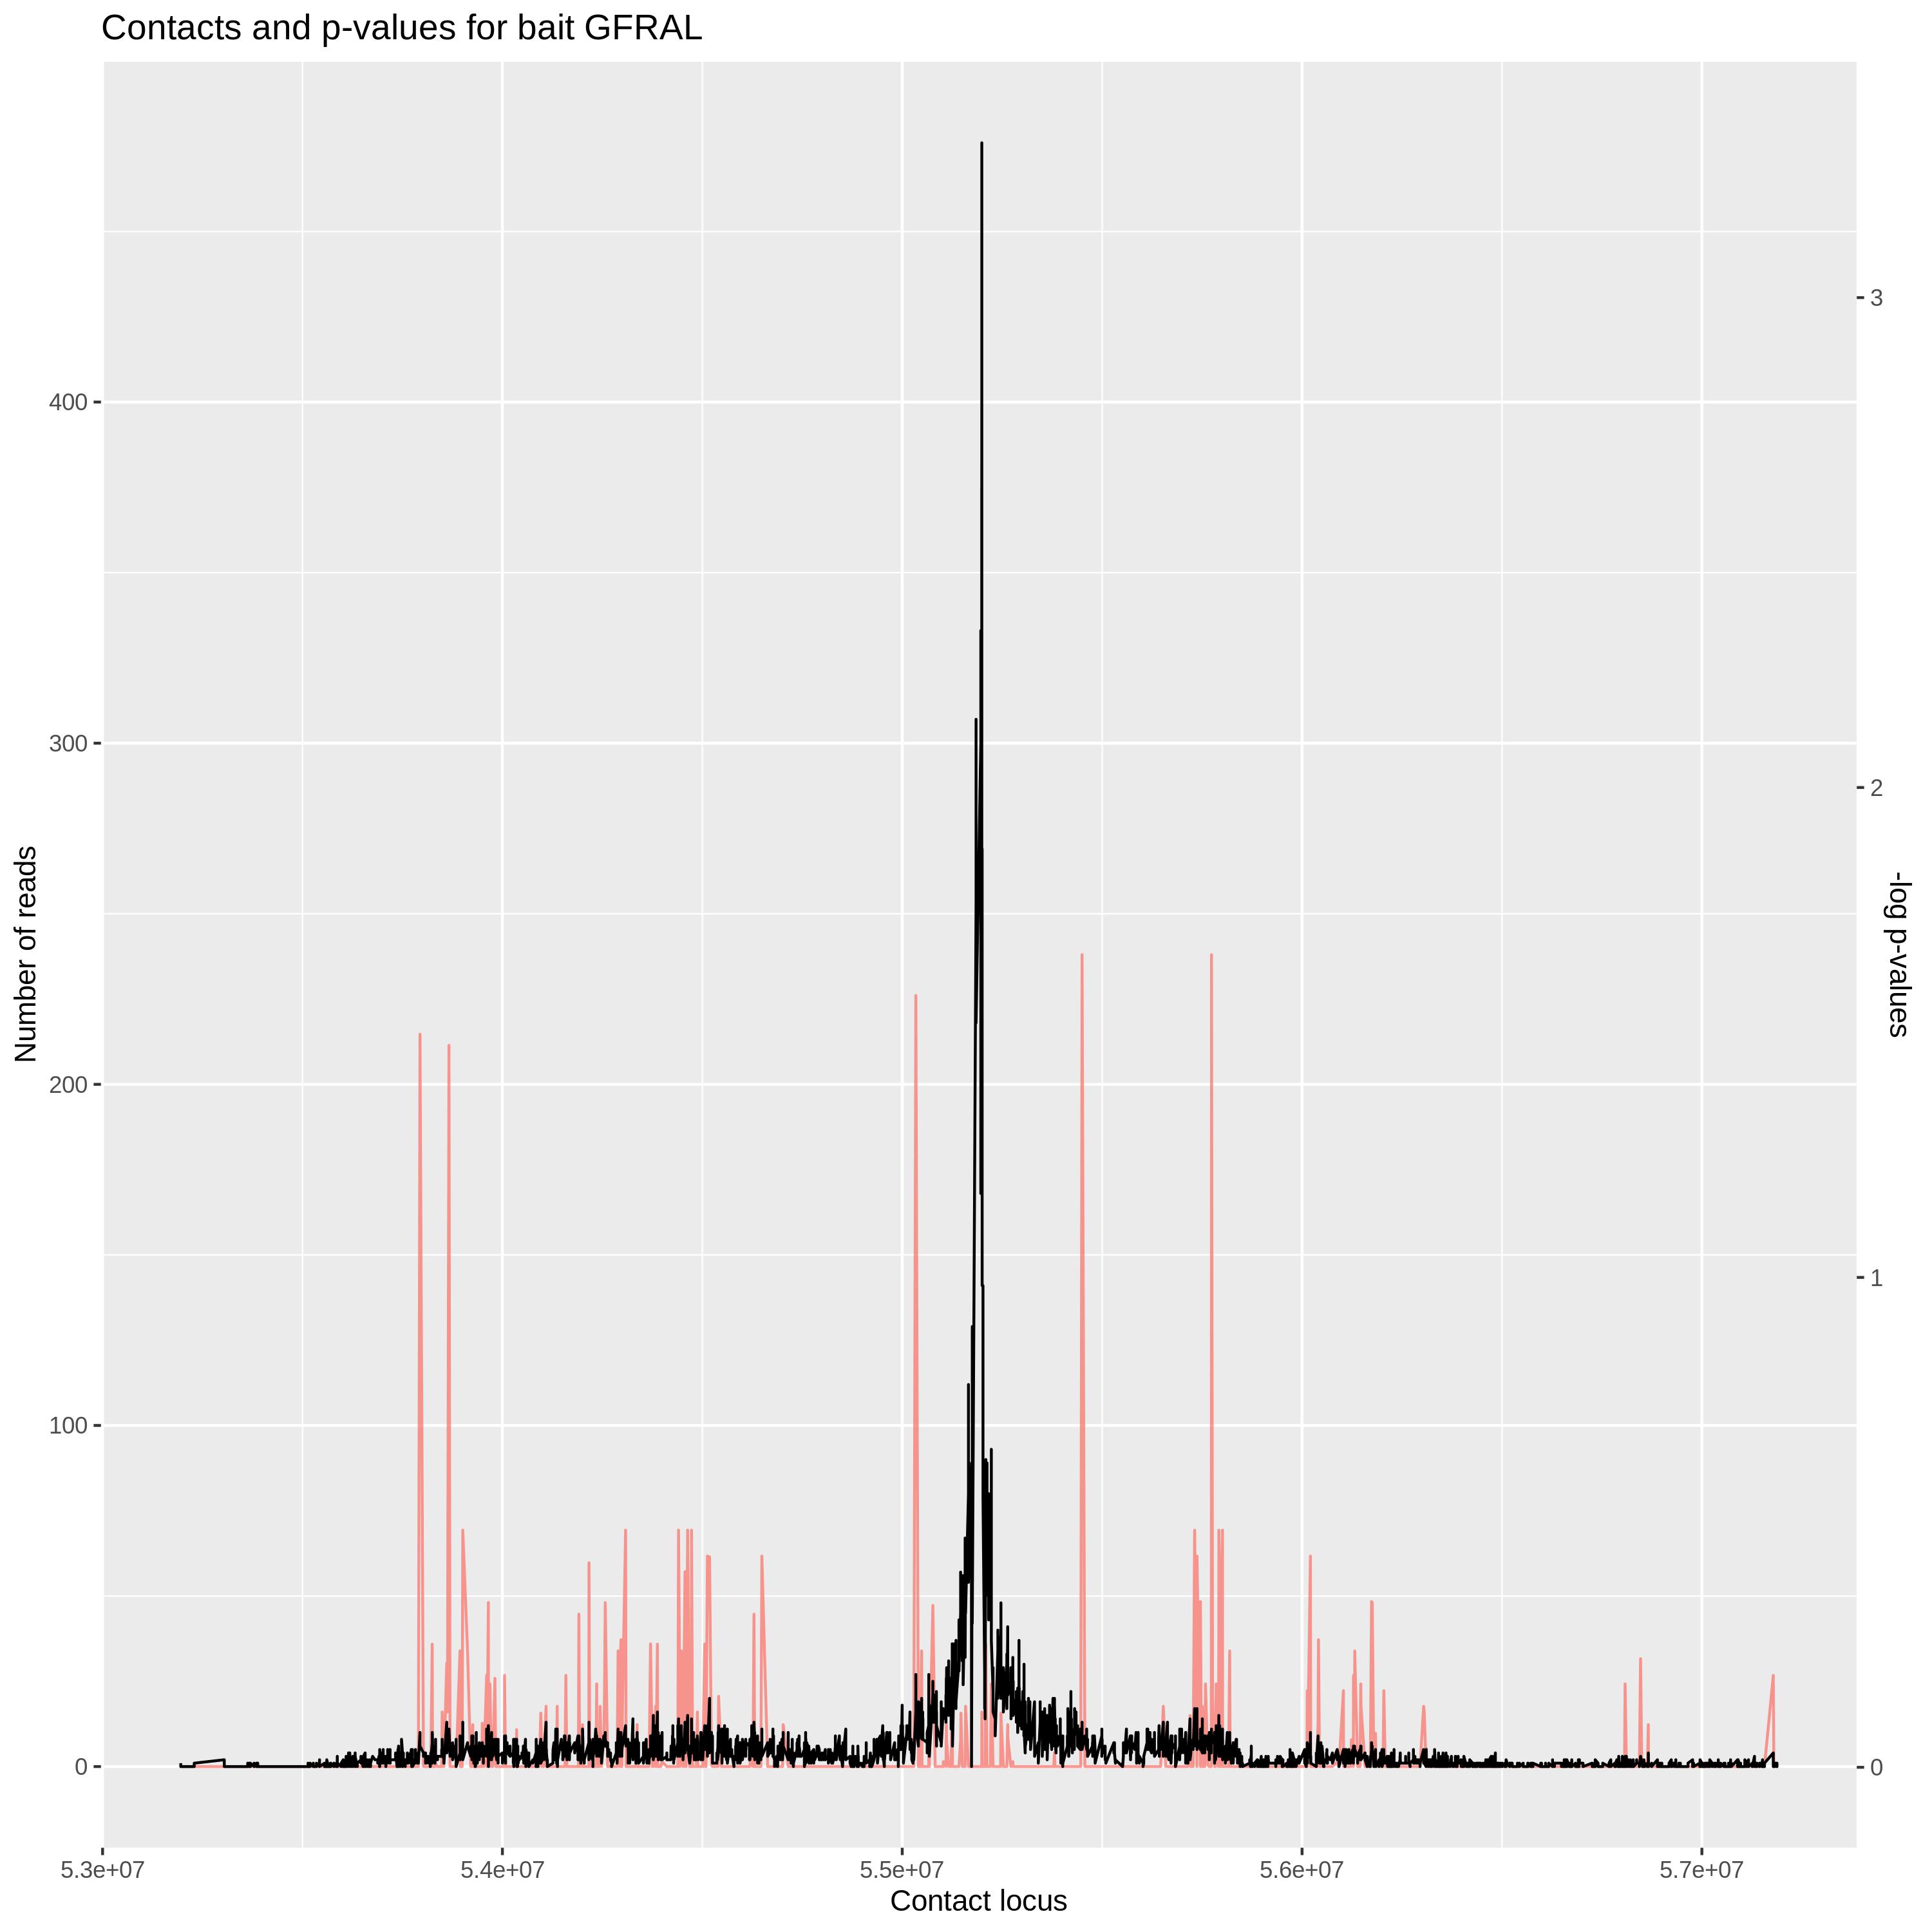 Contacts and p-values for bait GFRAL
Number of reads
400
300
200
100
0
3
2
1
0
-log p-values
5.3e+07
5.4e+07
5.5e+07
5.6e+07
5.7e+07
Contact locus